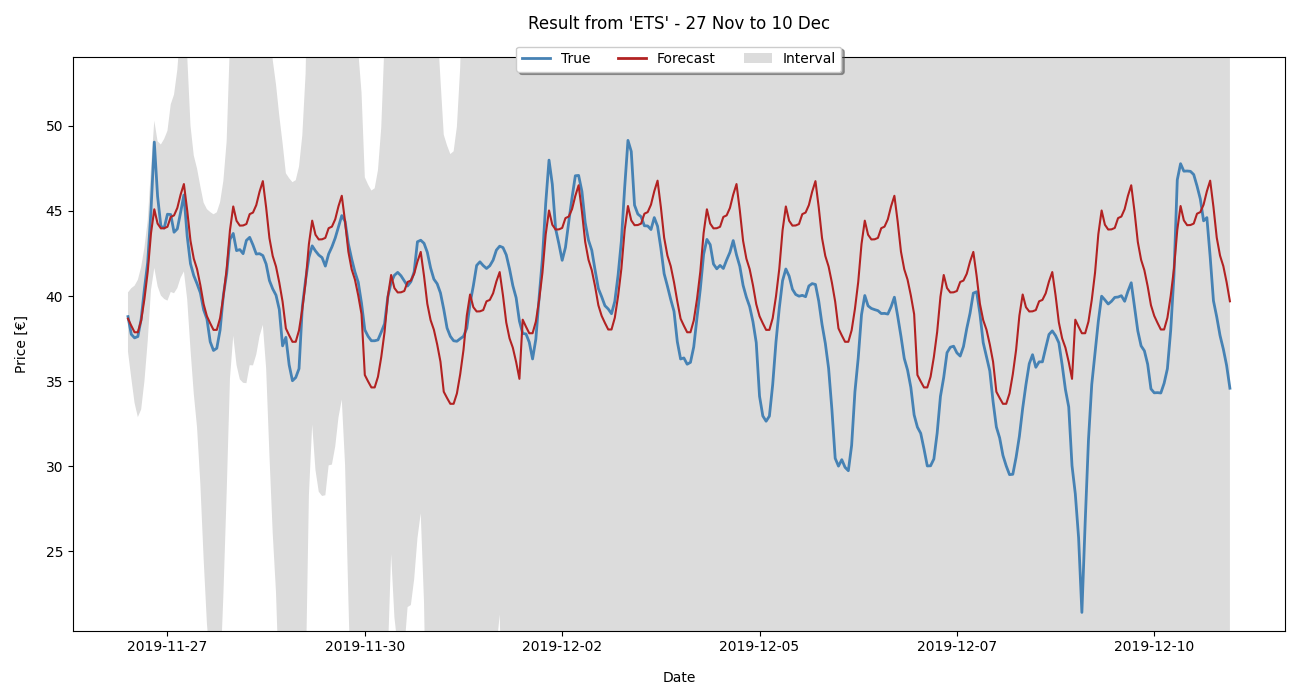 Result from 'ETS' - 27 Nov to 10 Dec
True Forecast Interval
50
45
40
35
30
25
Price [€]
2019-11-27 2019-11-30 2019-12-02 2019-12-05 2019-12-07 2019-12-10
Date